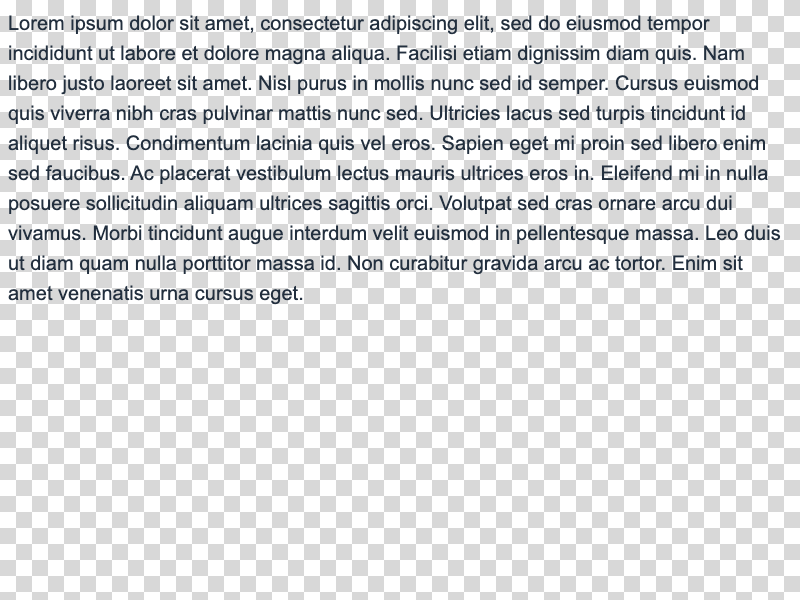 Lorem ipsum dolor sit amet, consectetur adipiscing elit, sed do eiusmod tempor
incididunt ut labore et dolore magna aliqua. Facilisi etiam dignissim diam quis. Nam
libero justo laoreet sit amet. Nisl purus in mollis nunc sed id semper. Cursus euismod
quis viverra nibh cras pulvinar mattis nunc sed. Ultricies lacus sed turpis tincidunt id
aliquet risus. Condimentum lacinia quis vel eros. Sapien eget mi proin sed libero enim
sed faucibus. Ac placerat vestibulum lectus mauris ultrices eros in. Eleifend mi in nulla
posuere sollicitudin aliquam ultrices sagittis orci. Volutpat sed cras ornare arcu dui
vivamus. Morbi tincidunt augue interdum velit euismod in pellentesque massa. Leo duis
ut diam quam nulla porttitor massa id. Non curabitur gravida arcu ac tortor. Enim sit
amet venenatis urna cursus eget.